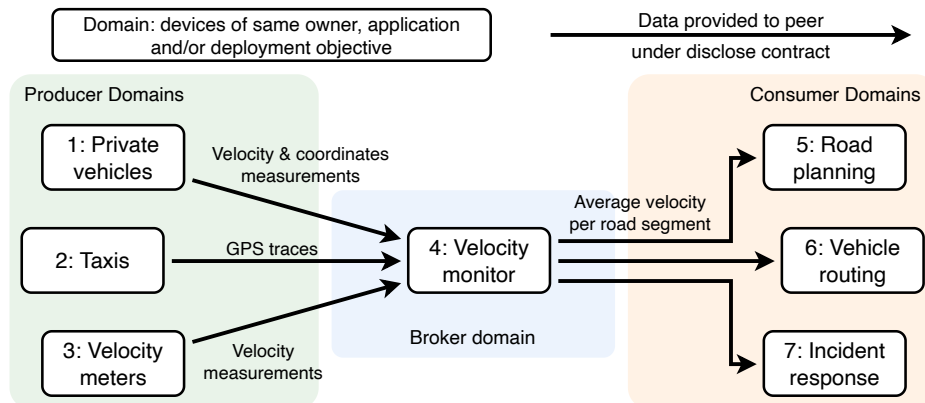 Domain: devices of same owner, application
and/or deployment objective
Data provided to peer
under disclose contract
Producer Domains
Consumer Domains
1: Private
vehicles
Velocity & coordinates
measurements
5: Road
planning
Average velocity
per road segment
2: Taxis
GPS traces
4: Velocity
monitor
6: Vehicle
routing
Broker domain
3: Velocity
meters
Velocity
measurements
7: Incident
response